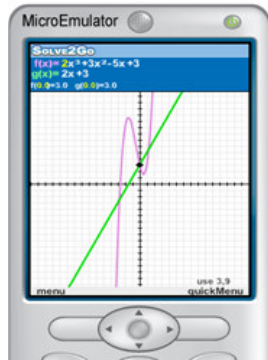 MicroEmulator
SOLVE2GO
f(x)= 2x³+3x²-5x+3
g(x)= 2x+3
f(0.0)=3.0 g(0.0)=3.0
use 3,9
menu quickMenu